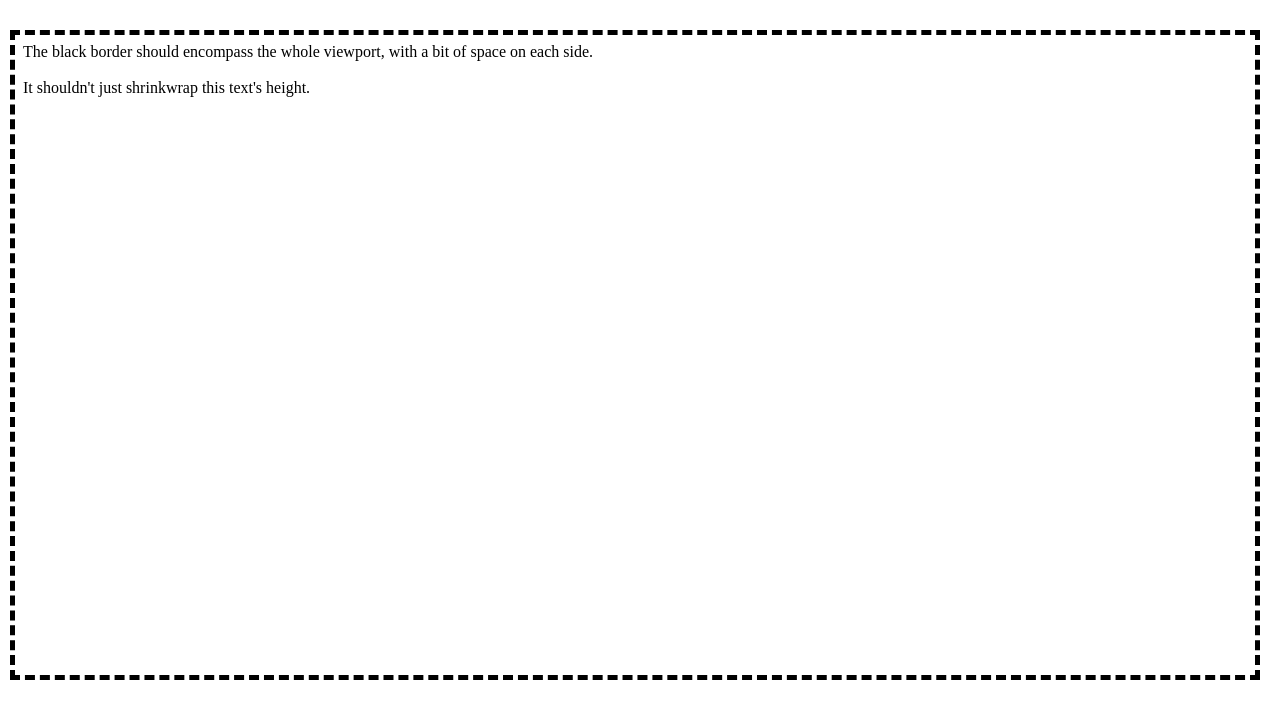 The black border should encompass the whole viewport, with a bit of space on each side.
It shouldn't just shrinkwrap this text's height.